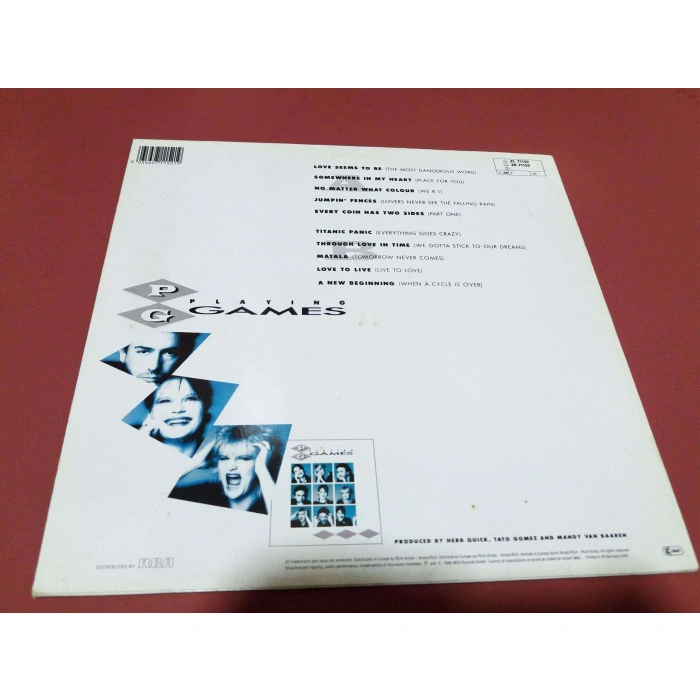 LOVE SEEMS TO BE (THE MOST DANGEROUS WORD)
SOMEWHERE IN MY HEART (PLACE FOR YOU)
NO MATTER WHAT COLOUR (WE R 1)
JUMPIN' FENCES (LOVERS NEVER SEE THE FALLING RAIN)
EVERY COIN HAS TWO SIDES (PART ONE)
TITANIC PANIC (EVERYTHING GOES CRAZY)
THROUGH LOVE IN TIME (WE GOTTA STICK TO OUR DREAMS)
MATALA (TOMORROW NEVER COMES)
LOVE TO LIVE (LIVE TO LOVE)
A NEW BEGINNING (WHEN A CYCLE IS OVER)
P
G
PLAYING
GAMES
GAMES
PRODUCED BY HERB QUICK, TATO GOMEZ AND MANDY VAN BAAREN
DISTRIBUTED BY RCA